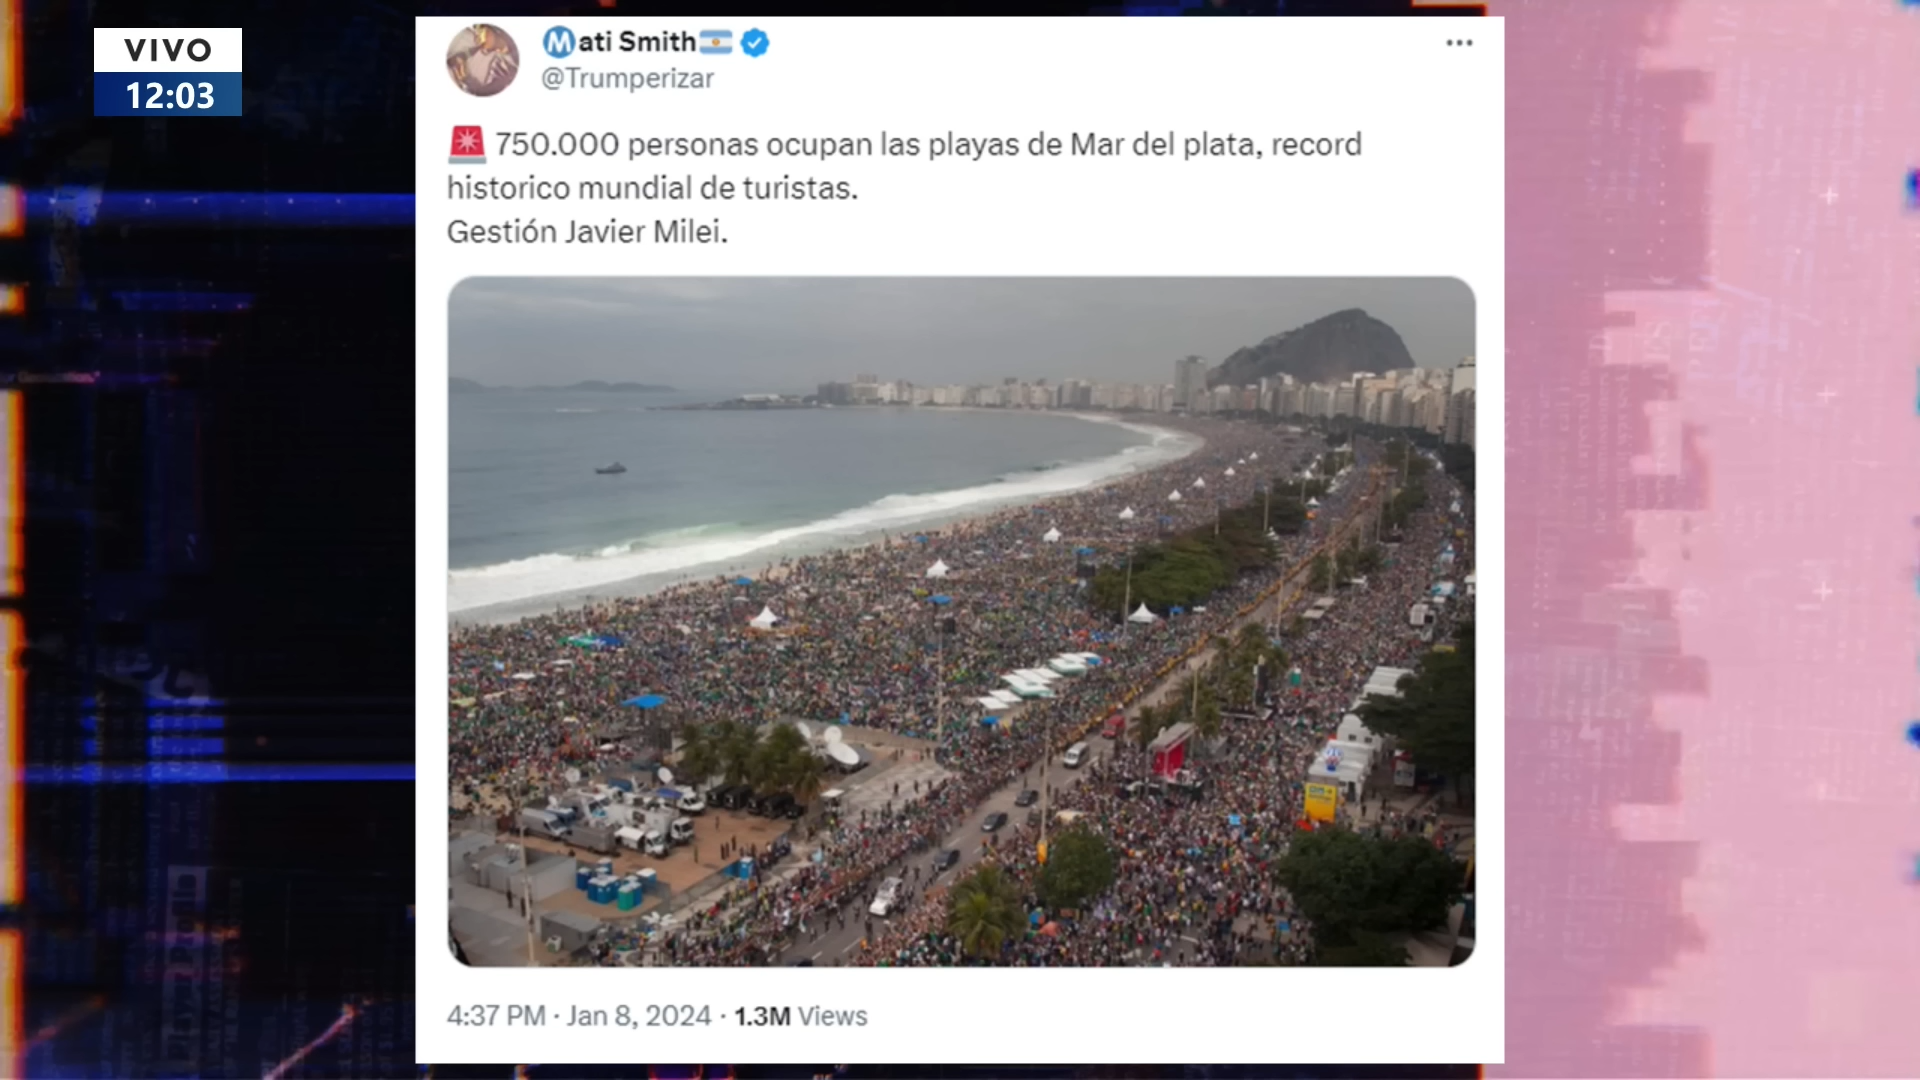 VIVO
12:03
Mati Smith
@Trumperizar
750.000 personas ocupan las playas de Mar del plata, record
historico mundial de turistas.
Gestión Javier Milei.
4:37 PM · Jan 8, 2024 · 1.3M Views